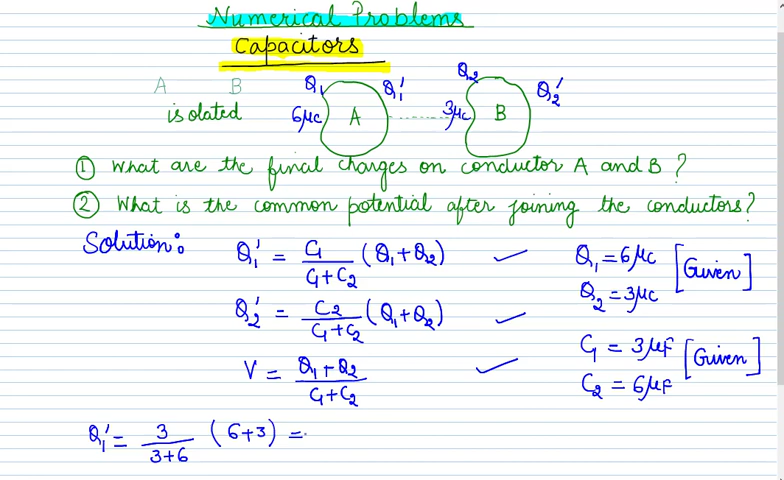 Numerical Problems
Capacitors
A B
isolated
Q₁ Q₁'
6μc A
Q₂ Q₂'
3μc B
① What are the final charges on conductor A and B ?
② What is the common potential after joining the conductors?
Solution:
Q₁' = C₁/(C₁+C₂) (Q₁+Q₂) ✓
Q₂' = C₂/(C₁+C₂) (Q₁+Q₂) ✓
V = (Q₁+Q₂)/(C₁+C₂) ✓
Q₁ = 6μc
Q₂ = 3μc [Given]
C₁ = 3μF
C₂ = 6μF [Given]
Q₁' = 3/(3+6) (6+3) =